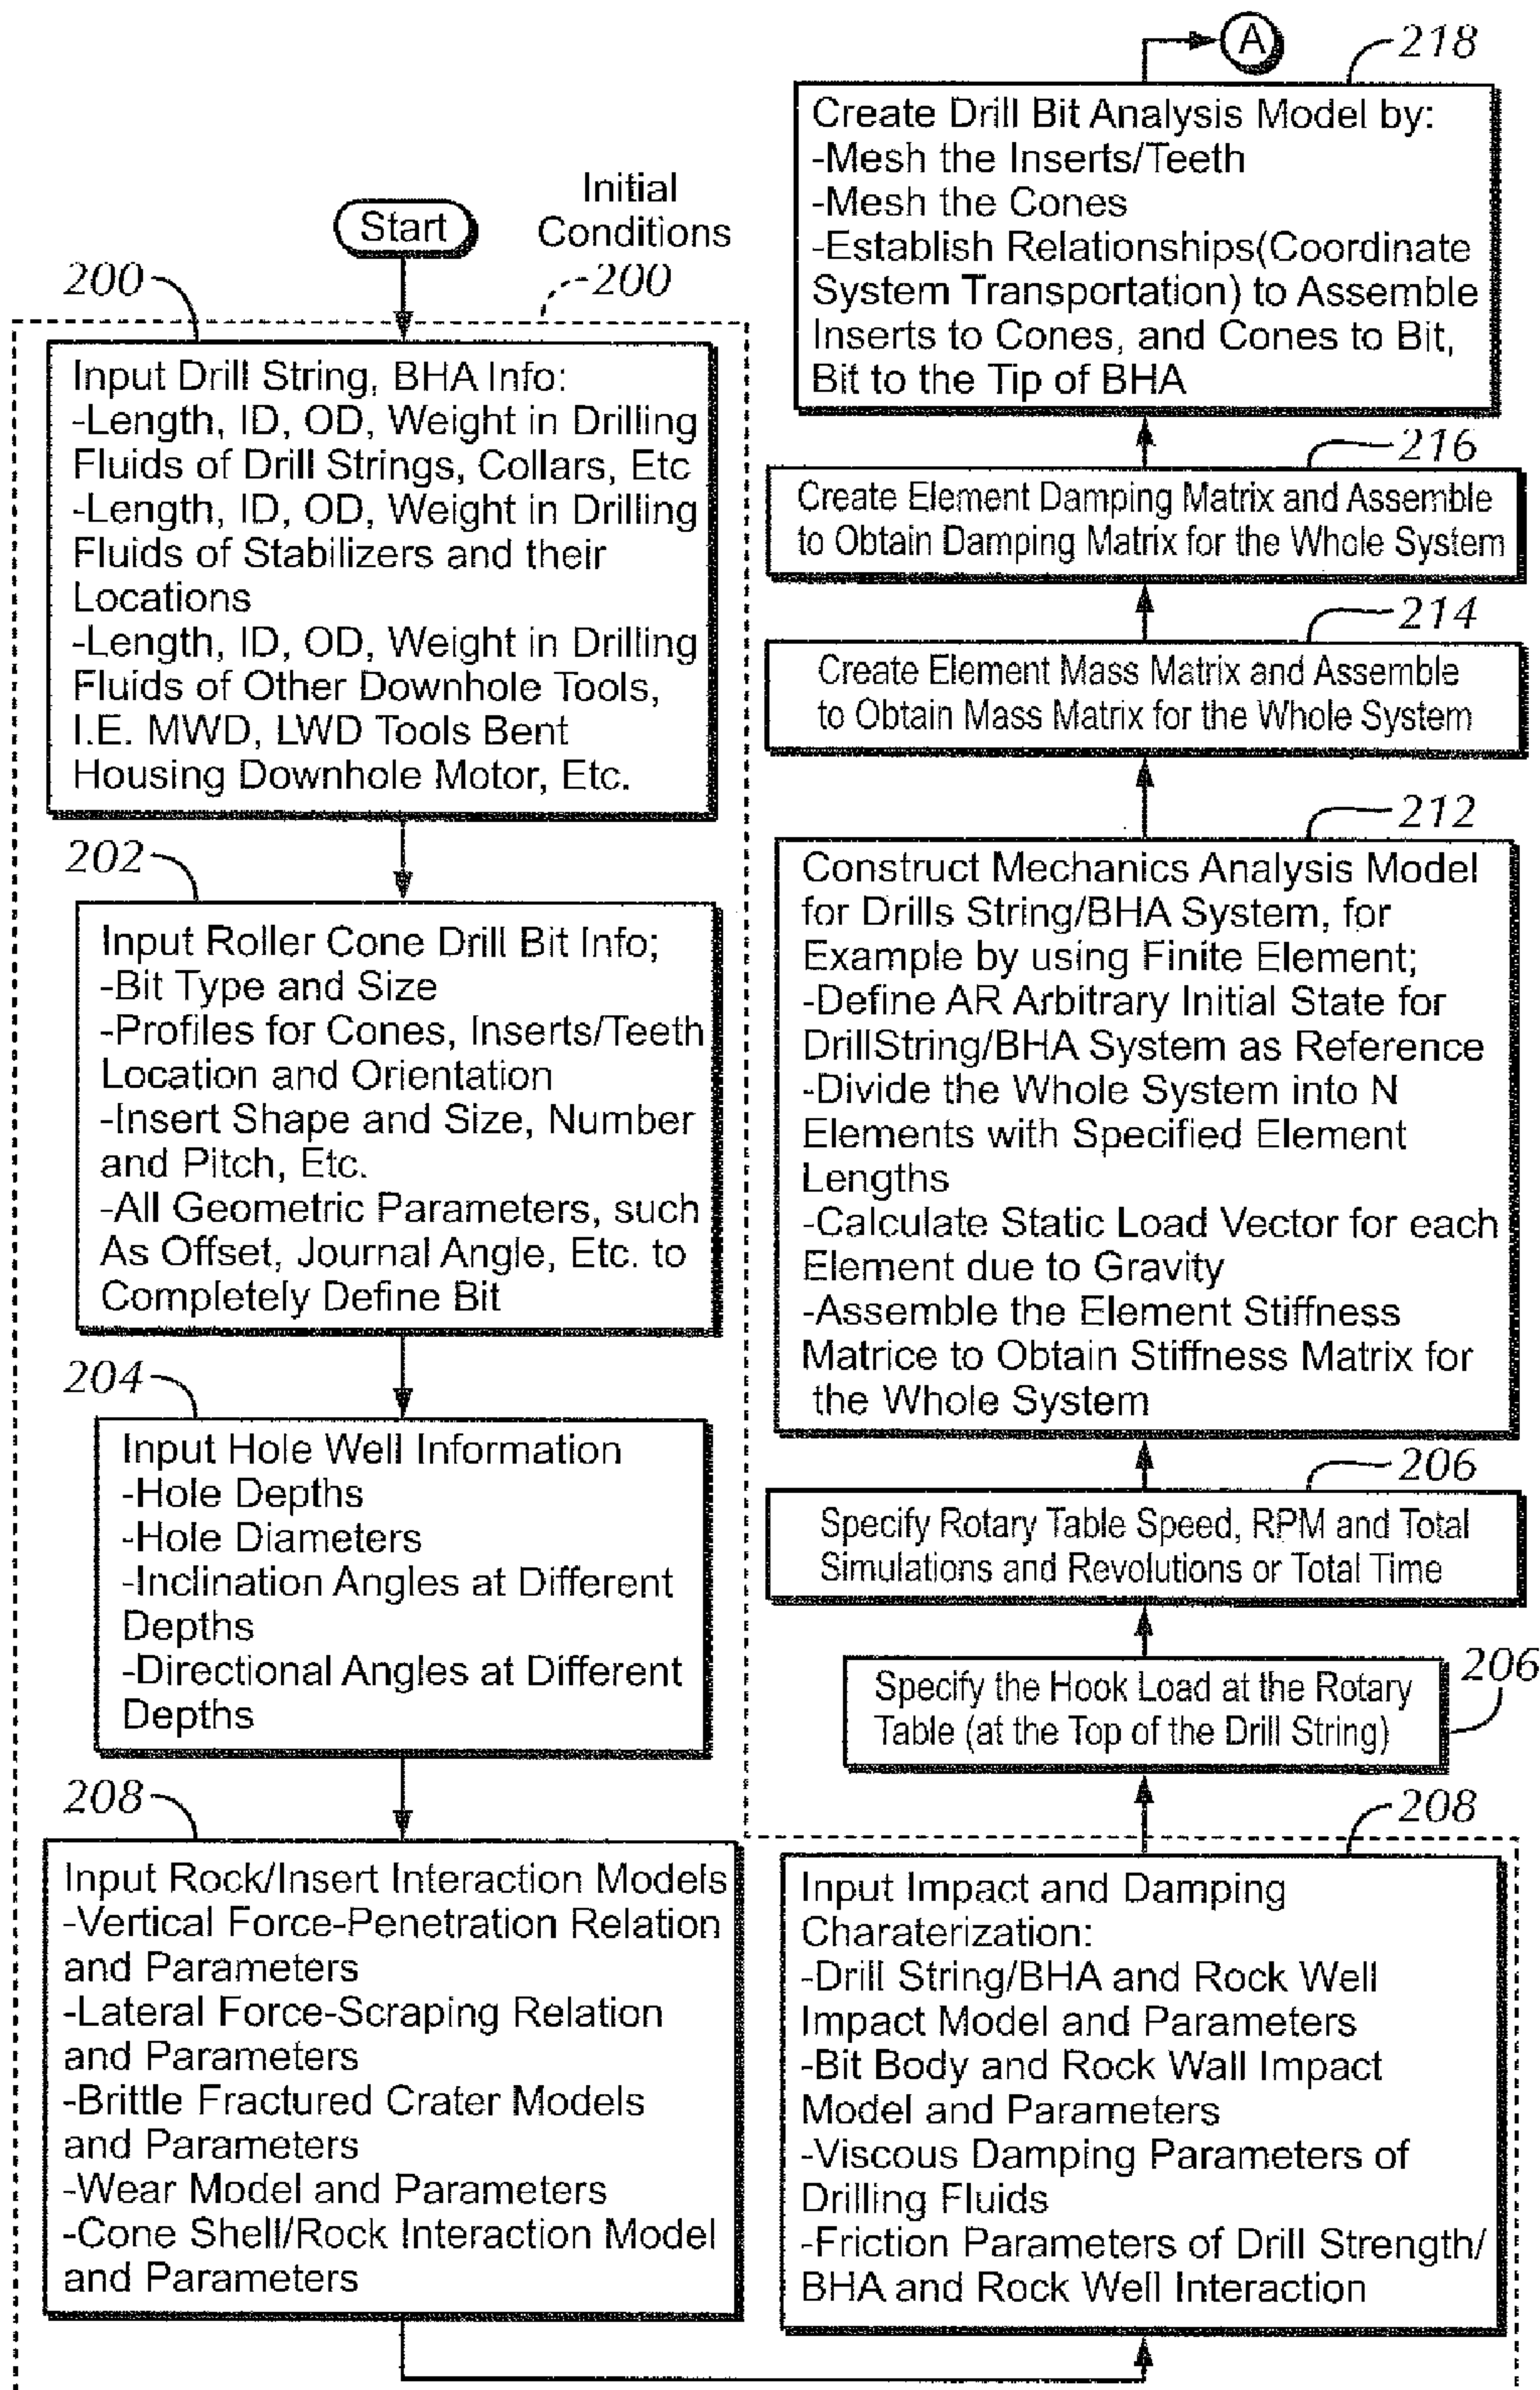 Start
Initial
Conditions
200
200
Input Drill String, BHA Info:
-Length, ID, OD, Weight in Drilling
Fluids of Drill Strings, Collars, Etc
-Length, ID, OD, Weight in Drilling
Fluids of Stabilizers and their
Locations
-Length, ID, OD, Weight in Drilling
Fluids of Other Downhole Tools,
I.E. MWD, LWD Tools Bent
Housing Downhole Motor, Etc.
202
Input Roller Cone Drill Bit Info;
-Bit Type and Size
-Profiles for Cones, Inserts/Teeth
Location and Orientation
-Insert Shape and Size, Number
and Pitch, Etc.
-All Geometric Parameters, such
As Offset, Journal Angle, Etc. to
Completely Define Bit
204
Input Hole Well Information
-Hole Depths
-Hole Diameters
-Inclination Angles at Different
Depths
-Directional Angles at Different
Depths
208
Input Rock/Insert Interaction Models
-Vertical Force-Penetration Relation
and Parameters
-Lateral Force-Scraping Relation
and Parameters
-Brittle Fractured Crater Models
and Parameters
-Wear Model and Parameters
-Cone Shell/Rock Interaction Model
and Parameters
208
Input Impact and Damping
Charaterization:
-Drill String/BHA and Rock Well
Impact Model and Parameters
-Bit Body and Rock Wall Impact
Model and Parameters
-Viscous Damping Parameters of
Drilling Fluids
-Friction Parameters of Drill Strength/
BHA and Rock Well Interaction
206
Specify the Hook Load at the Rotary
Table (at the Top of the Drill String)
206
Specify Rotary Table Speed, RPM and Total
Simulations and Revolutions or Total Time
212
Construct Mechanics Analysis Model
for Drills String/BHA System, for
Example by using Finite Element;
-Define AR Arbitrary Initial State for
DrillString/BHA System as Reference
-Divide the Whole System into N
Elements with Specified Element
Lengths
-Calculate Static Load Vector for each
Element due to Gravity
-Assemble the Element Stiffness
Matrice to Obtain Stiffness Matrix for
the Whole System
214
Create Element Mass Matrix and Assemble
to Obtain Mass Matrix for the Whole System
216
Create Element Damping Matrix and Assemble
to Obtain Damping Matrix for the Whole System
218
Create Drill Bit Analysis Model by:
-Mesh the Inserts/Teeth
-Mesh the Cones
-Establish Relationships(Coordinate
System Transportation) to Assemble
Inserts to Cones, and Cones to Bit,
Bit to the Tip of BHA
A